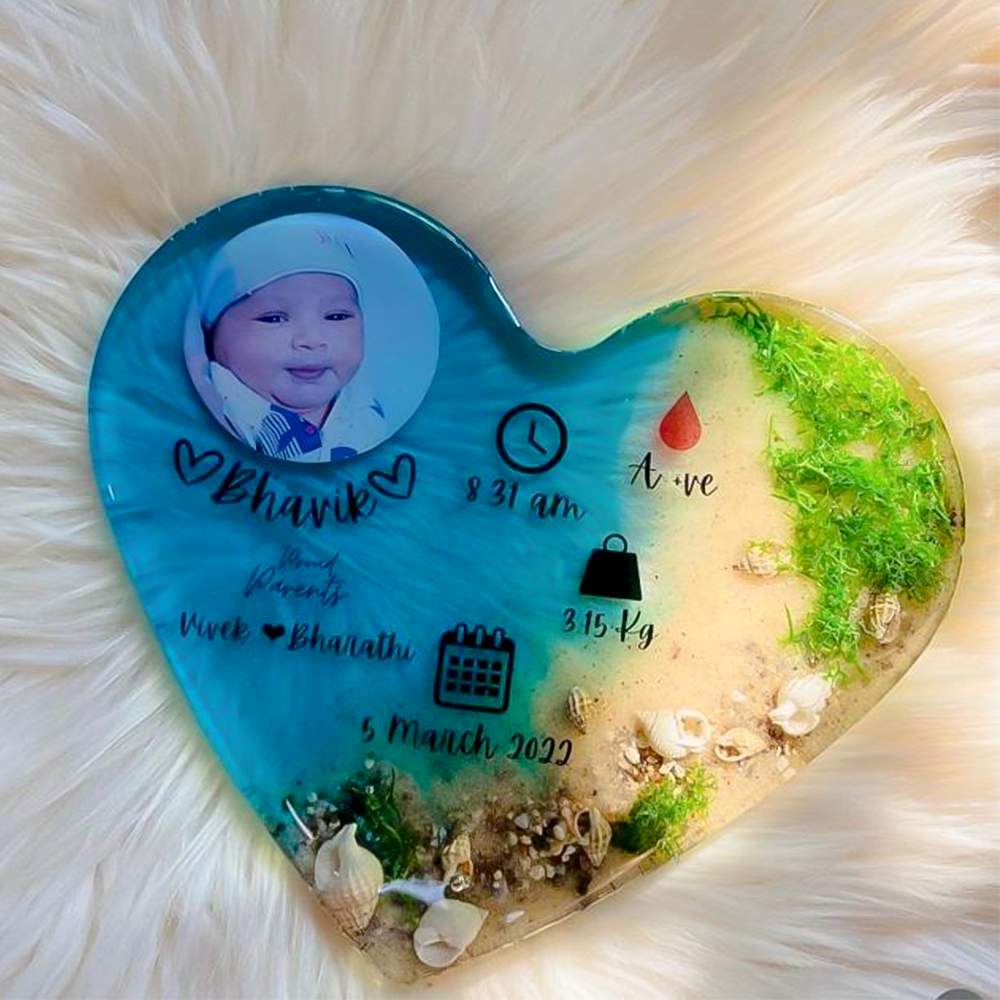 Bhavik
Proud
Parents
Vivek ❤ Bharathi
8 31 am
A +ve
3.15 Kg
5 March 2022